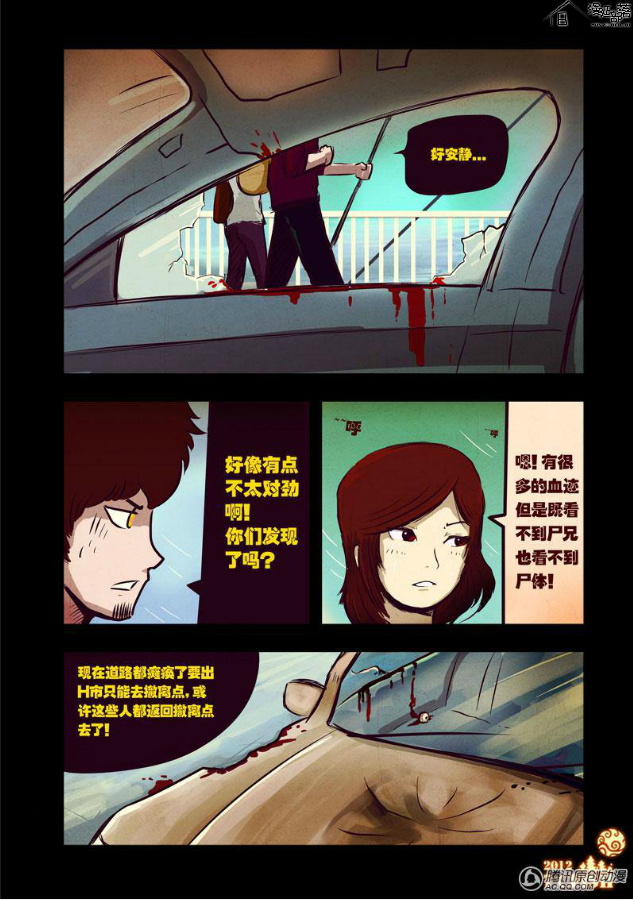 漫域部落
好安静...
好像有点
不太对劲
啊!
你们发现
了吗?
呼
呼
嗯! 有很
多的血迹
但是既看
不到尸兄
也看不到
尸体!
现在道路都瘫痪了要出
H市只能去撤离点，或
许这些人都返回撤离点
去了!
2012
腾讯原创动漫
AC.QQ.COM